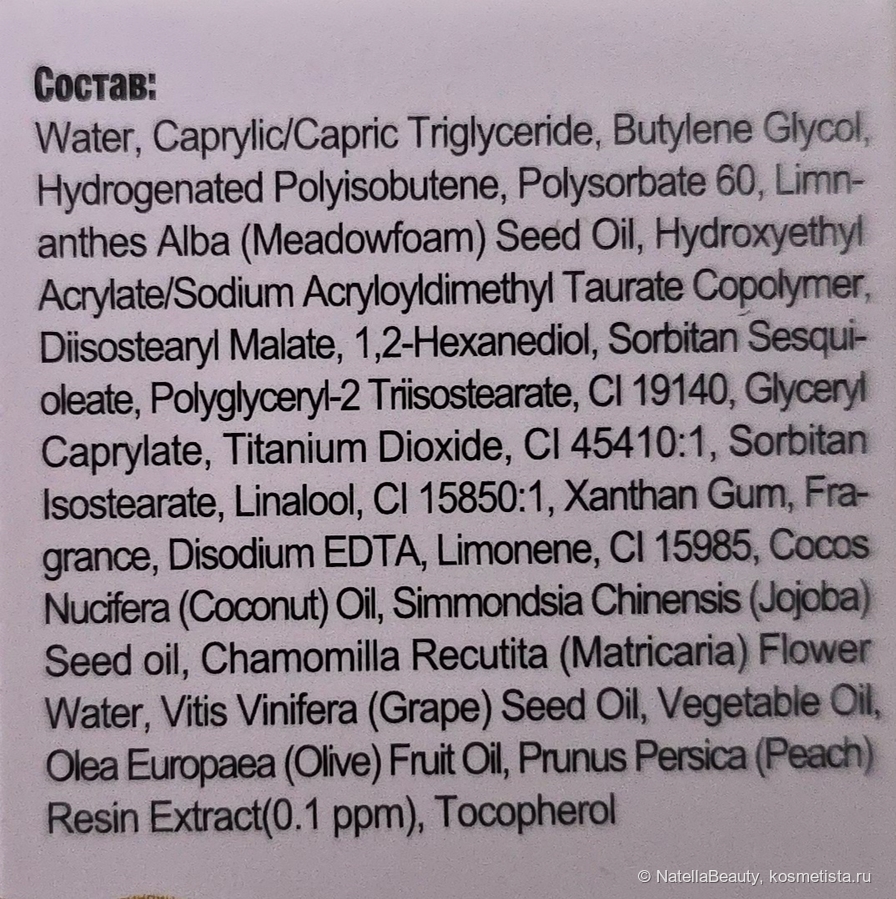 Состав:
Water, Caprylic/Capric Triglyceride, Butylene Glycol,
Hydrogenated Polyisobutene, Polysorbate 60, Limn-
anthes Alba (Meadowfoam) Seed Oil, Hydroxyethyl
Acrylate/Sodium Acryloyldimethyl Taurate Copolymer,
Diisostearyl Malate, 1,2-Hexanediol, Sorbitan Sesqui-
oleate, Polyglyceryl-2 Triisostearate, CI 19140, Glyceryl
Caprylate, Titanium Dioxide, CI 45410:1, Sorbitan
Isostearate, Linalool, CI 15850:1, Xanthan Gum, Fra-
grance, Disodium EDTA, Limonene, CI 15985, Cocos
Nucifera (Coconut) Oil, Simmondsia Chinensis (Jojoba)
Seed oil, Chamomilla Recutita (Matricaria) Flower
Water, Vitis Vinifera (Grape) Seed Oil, Vegetable Oil,
Olea Europaea (Olive) Fruit Oil, Prunus Persica (Peach)
Resin Extract(0.1 ppm), Tocopherol
© NatellaBeauty, kosmetista.ru